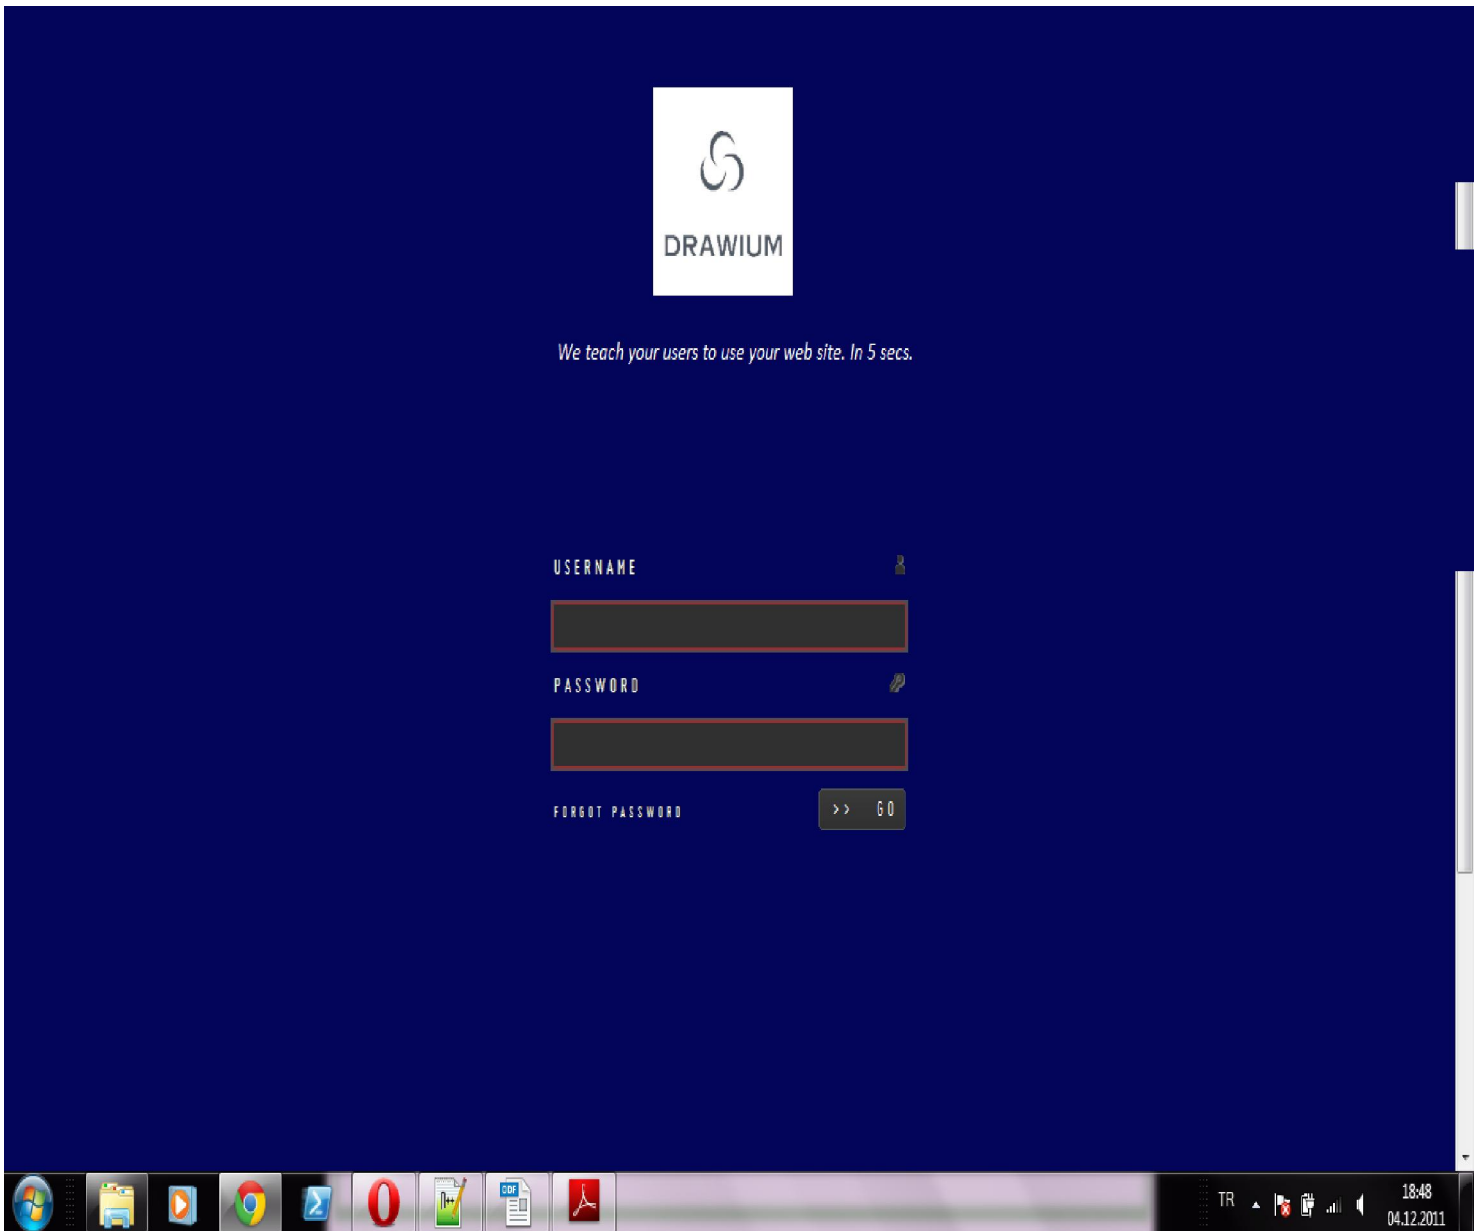 DRAWIUM
We teach your users to use your web site. In 5 secs.
USERNAME
PASSWORD
FORGOT PASSWORD
>> GO
ODF
TR
18:48
04.12.2011